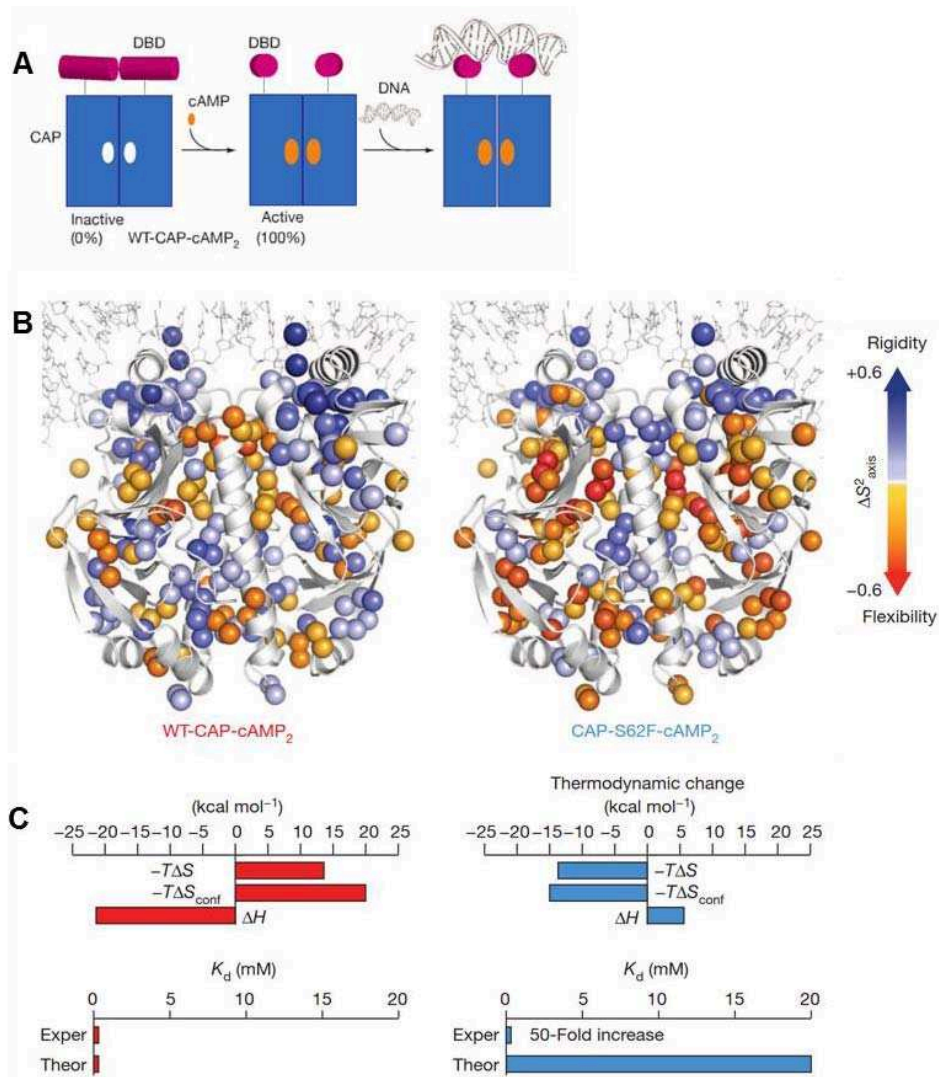 A
DBD
DBD
cAMP
DNA
CAP
Inactive
(0%)
WT-CAP-cAMP₂
Active
(100%)
B
Rigidity
+0.6
ΔS²axis
−0.6
Flexibility
WT-CAP-cAMP₂
CAP-S62F-cAMP₂
C
(kcal mol⁻¹)
−25 −20 −15 −10 −5 0 5 10 15 20 25
−TΔS
−TΔSconf
ΔH
Kd (mM)
0 5 10 15 20
Exper
Theor
Thermodynamic change
(kcal mol⁻¹)
−25 −20 −15 −10 −5 0 5 10 15 20 25
−TΔS
−TΔSconf
ΔH
Kd (mM)
0 5 10 15 20
Exper 50-Fold increase
Theor